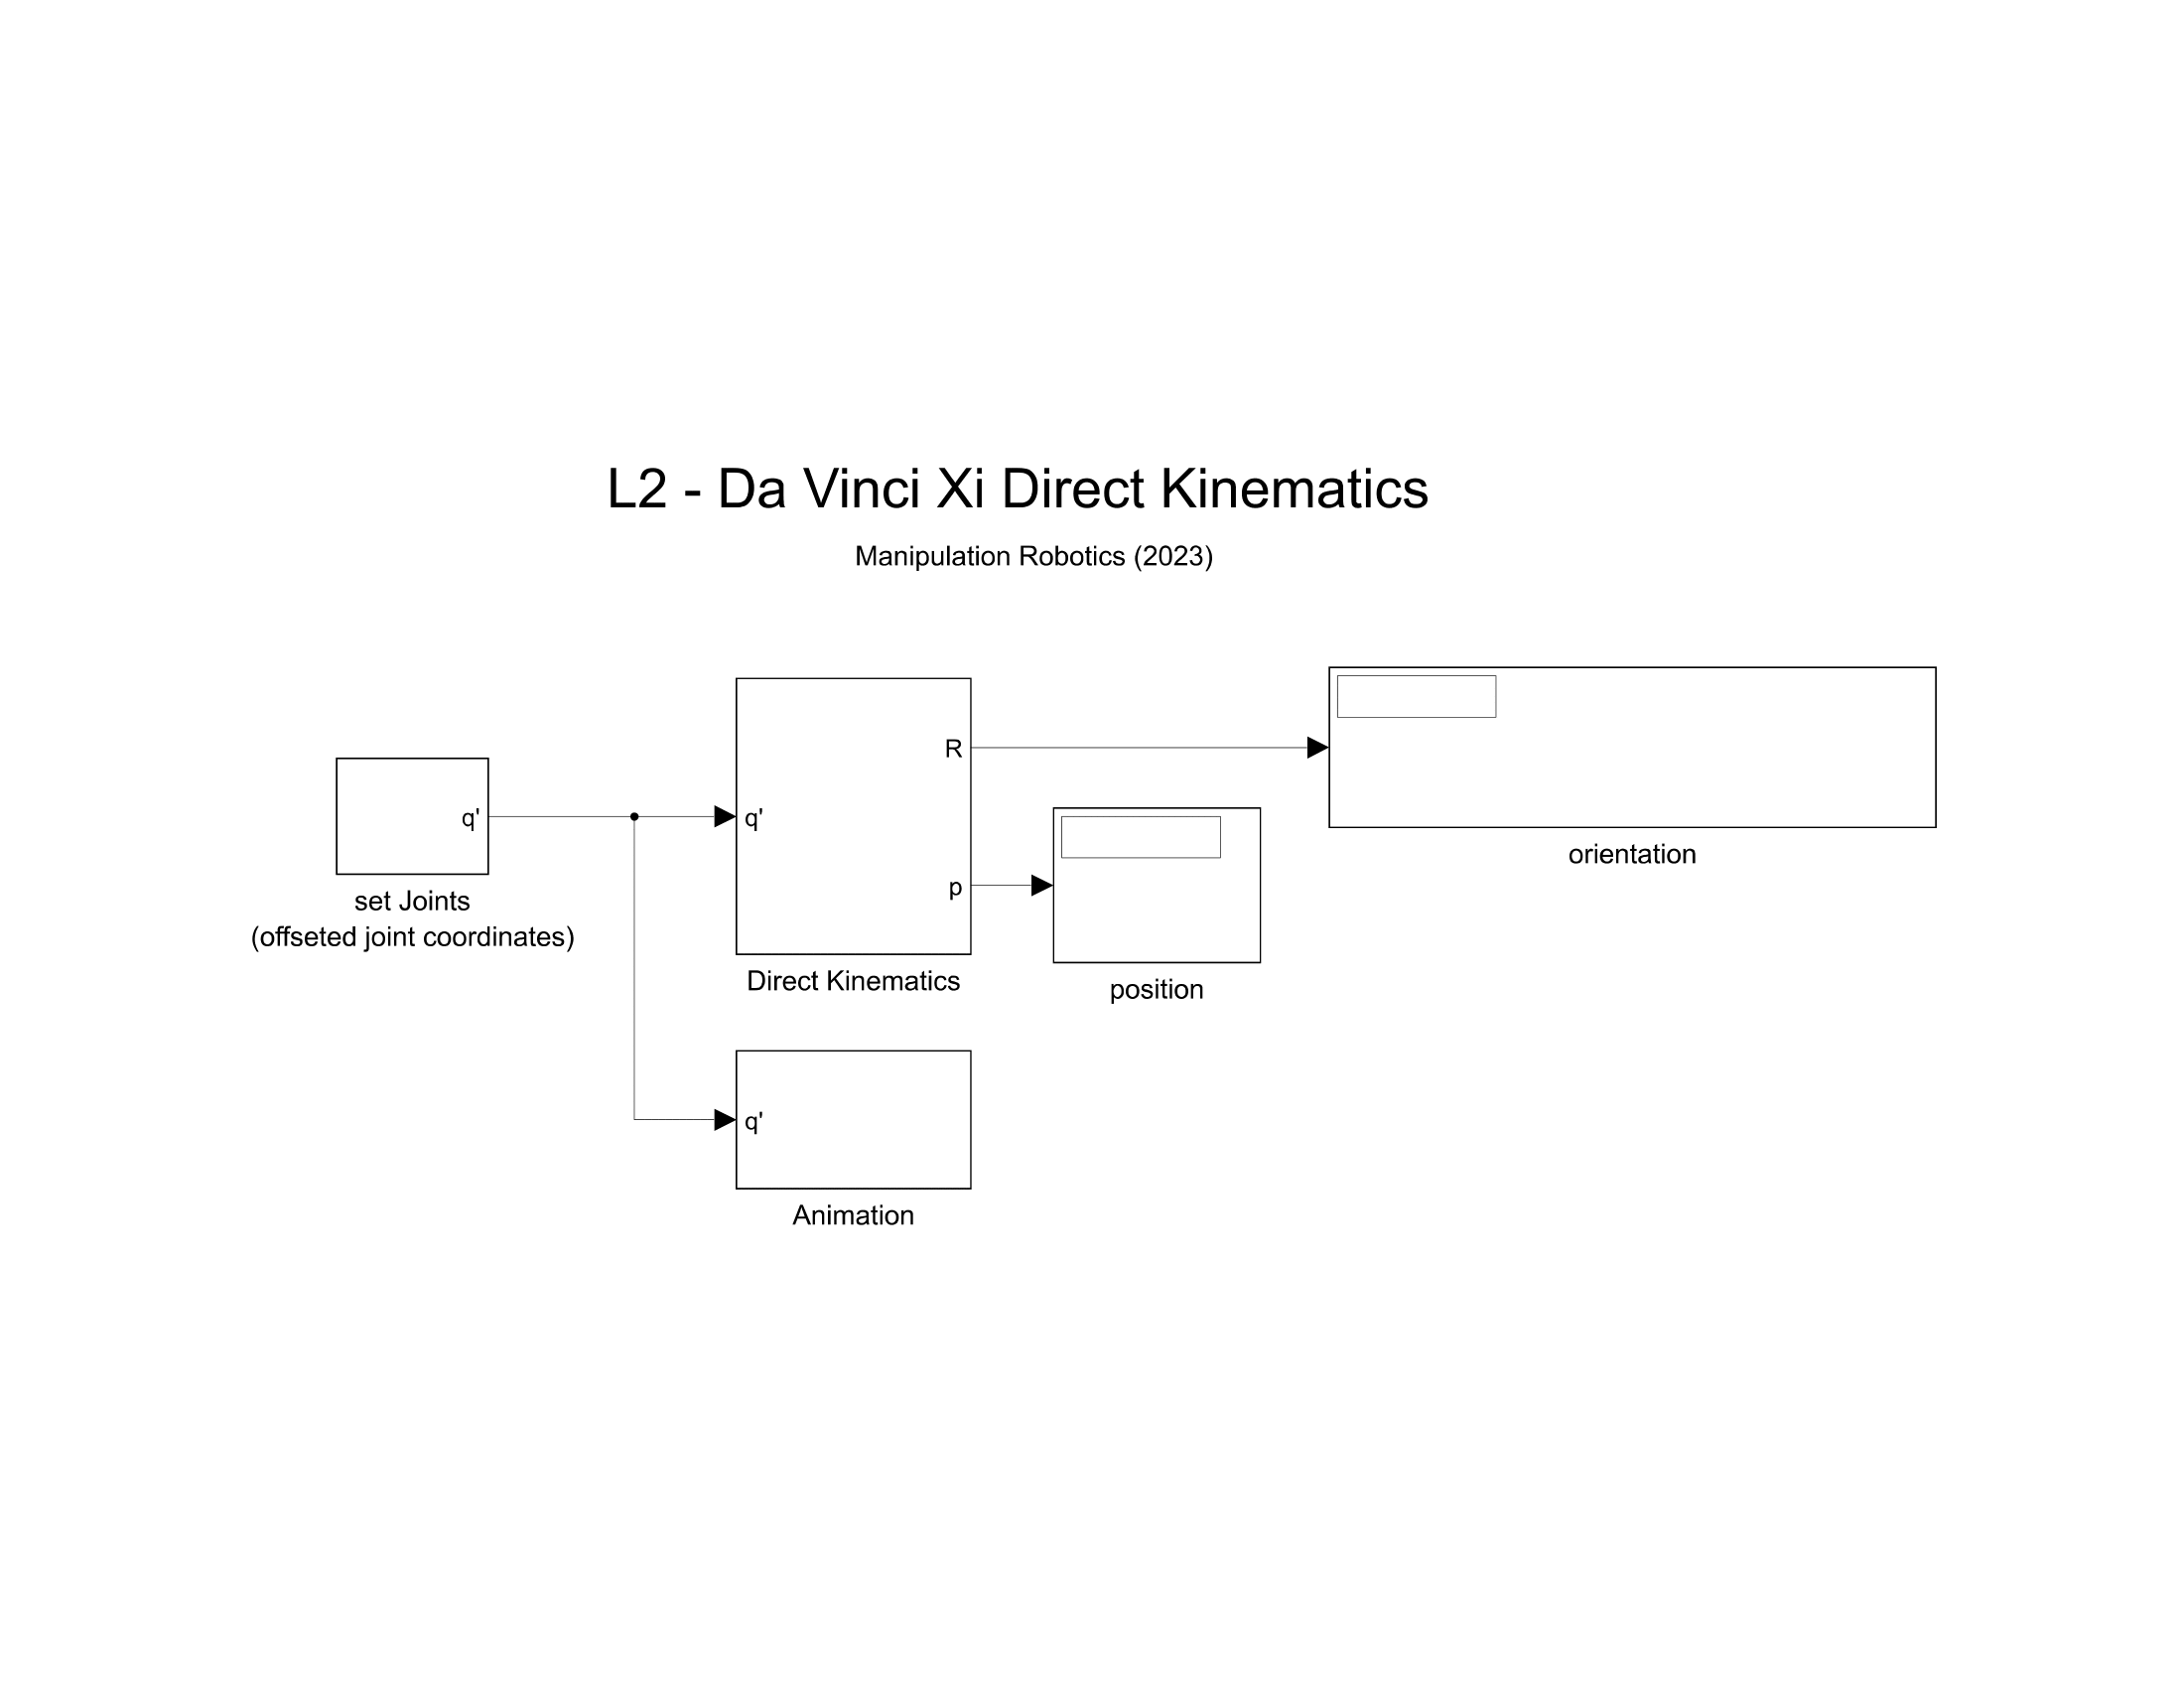 L2 - Da Vinci Xi Direct Kinematics
Manipulation Robotics (2023)
q'
set Joints
(offseted joint coordinates)
q'
R
p
Direct Kinematics
orientation
position
q'
Animation